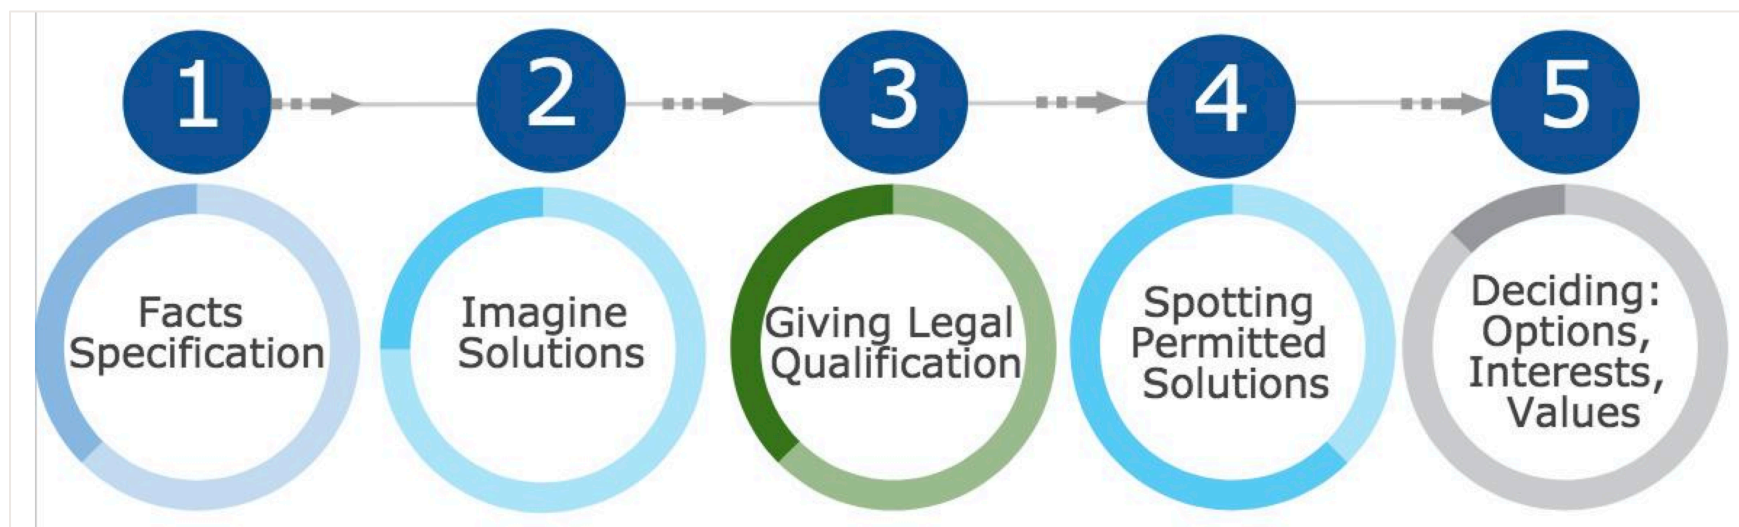 1
2
3
4
5
Facts
Specification
Imagine
Solutions
Giving Legal
Qualification
Spotting
Permitted
Solutions
Deciding:
Options,
Interests,
Values